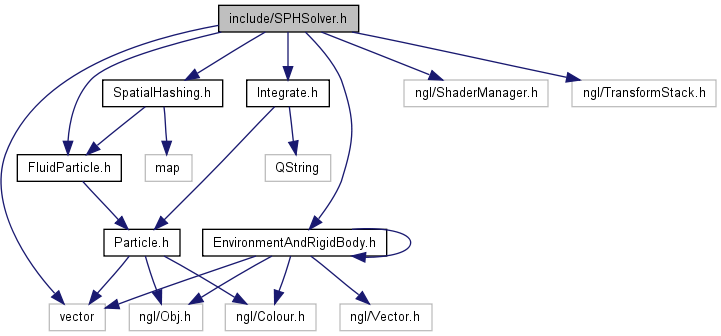 include/SPHSolver.h
SpatialHashing.h
Integrate.h
ngl/ShaderManager.h
ngl/TransformStack.h
FluidParticle.h
map
QString
Particle.h
EnvironmentAndRigidBody.h
vector
ngl/Obj.h
ngl/Colour.h
ngl/Vector.h